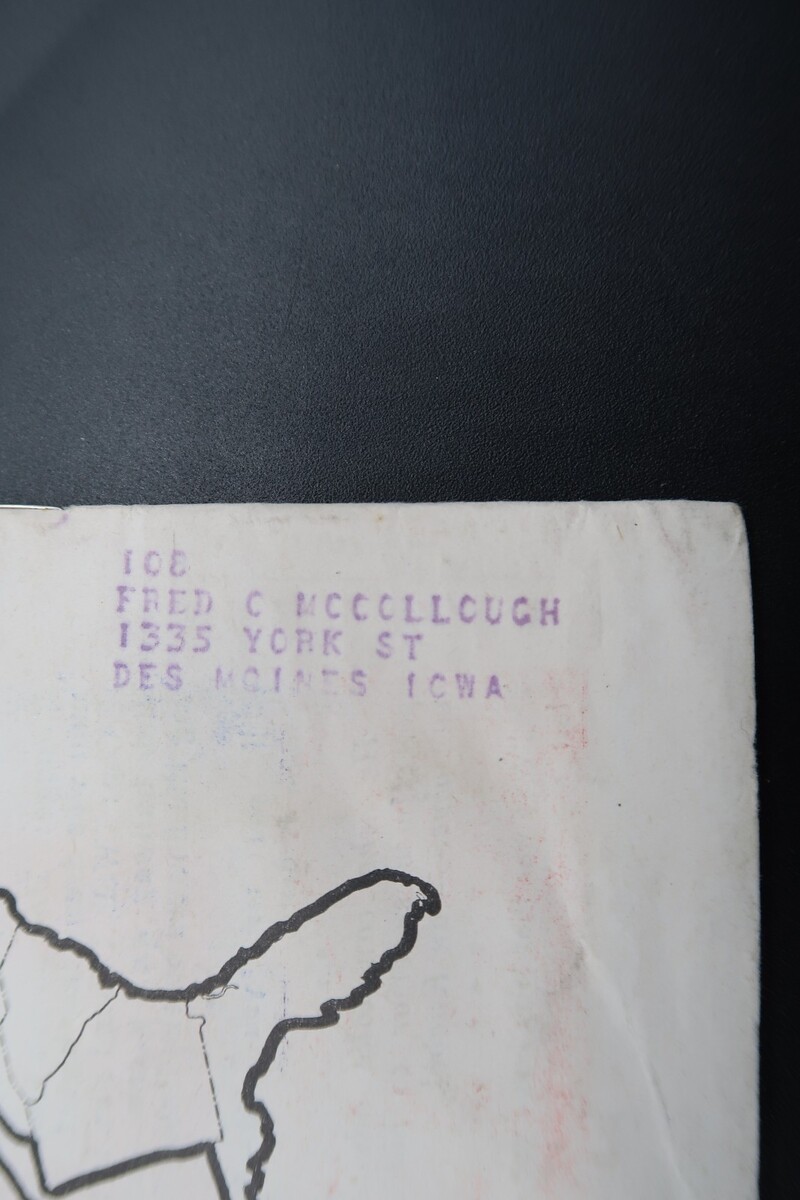 108
FRED C MCCOLLOUGH
1335 YORK ST
DES MOINES IOWA